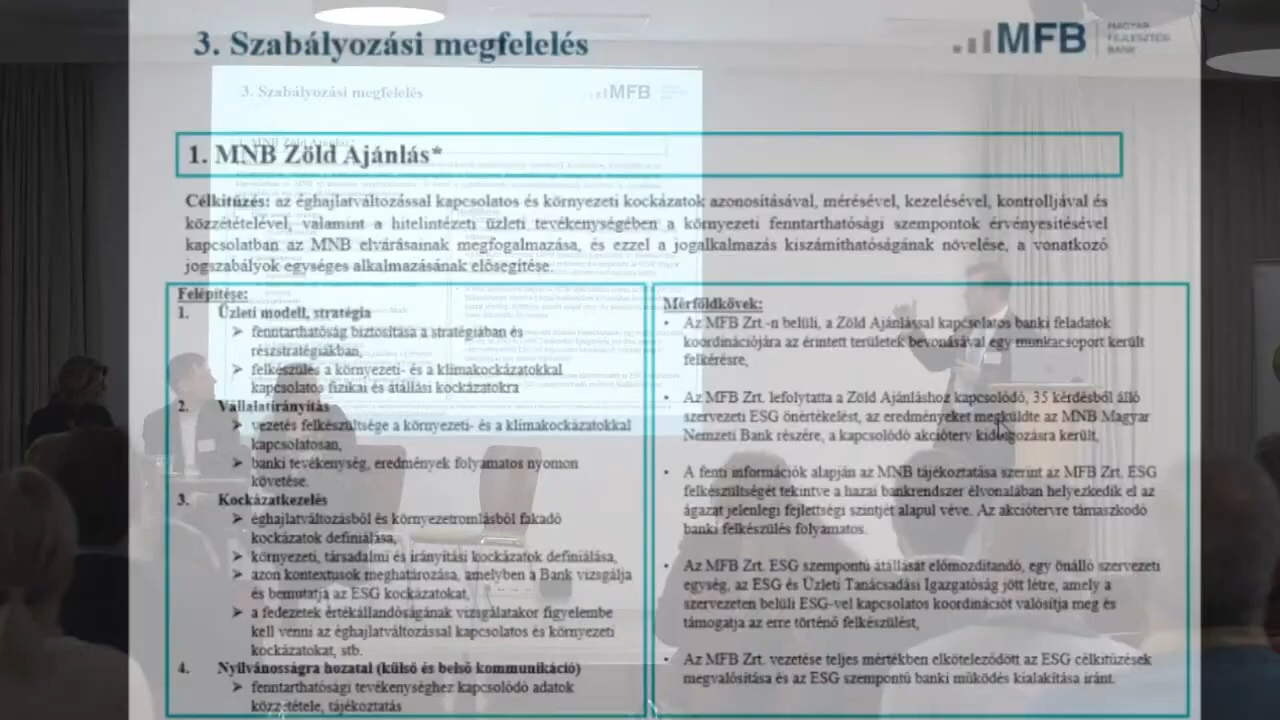 3. Szabályozási megfelelés
MFB
MAGYAR
FEJLESZTÉSI
BANK
3. Szabályozási megfelelés
MFB
1. MNB Zöld Ajánlás*
Célkitűzés: az éghajlatváltozással kapcsolatos és környezeti kockázatok azonosításával, mérésével, kezelésével, kontrolljával és
közzétételével, valamint a hitelintézeti üzleti tevékenységében a környezeti fenntarthatósági szempontok érvényesítésével
kapcsolatban az MNB elvárásainak megfogalmazása, és ezzel a jogalkalmazás kiszámíthatóságának növelése, a vonatkozó
jogszabályok egységes alkalmazásának elősegítése.
Felépítése:
1. Üzleti modell, stratégia
➢ fenntarthatóság biztosítása a stratégiában és
részstratégiákban,
➢ felkészülés a környezeti- és a klímakockázatokkal
kapcsolatos fizikai és átállási kockázatokra
2. Vállalatirányítás
➢ vezetés felkészültsége a környezeti- és a klímakockázatokkal
kapcsolatosan,
➢ banki tevékenység, eredmények folyamatos nyomon
követése.
3. Kockázatkezelés
➢ éghajlatváltozásból és környezetromlásból fakadó
kockázatok definiálása,
➢ környezeti, társadalmi és irányítási kockázatok definiálása,
➢ azon kontextusok meghatározása, amelyben a Bank vizsgálja
és bemutatja az ESG kockázatokat,
➢ a fedezetek értékállandóságának vizsgálatakor figyelembe
kell venni az éghajlatváltozással kapcsolatos és környezeti
kockázatokat, stb.
4. Nyilvánosságra hozatal (külső és belső kommunikáció)
➢ fenntarthatósági tevékenységhez kapcsolódó adatok
közzététele, tájékoztatás
Mérföldkövek:
• Az MFB Zrt.-n belüli, a Zöld Ajánlással kapcsolatos banki feladatok
koordinációjára az érintett területek bevonásával egy munkacsoport került
felkérésre,
• Az MFB Zrt. lefolytatta a Zöld Ajánláshoz kapcsolódó, 35 kérdésből álló
szervezeti ESG önértékelést, az eredményeket megküldte az MNB Magyar
Nemzeti Bank részére, a kapcsolódó akcióterv kidolgozásra került,
• A fenti információk alapján az MNB tájékoztatása szerint az MFB Zrt. ESG
felkészültségét tekintve a hazai bankrendszer élvonalában helyezkedik el az
ágazat jelenlegi fejlettségi szintjét alapul véve. Az akciótervre támaszkodó
banki felkészülés folyamatos.
• Az MFB Zrt. ESG szempontú átállását előmozdítandó, egy önálló szervezeti
egység, az ESG és Üzleti Tanácsadási Igazgatóság jött létre, amely a
szervezeten belüli ESG-vel kapcsolatos koordinációt valósítja meg és
támogatja az erre történő felkészülést,
• Az MFB Zrt. vezetése teljes mértékben elköteleződött az ESG célkitűzések
megvalósítása és az ESG szempontú banki működés kialakítása iránt.